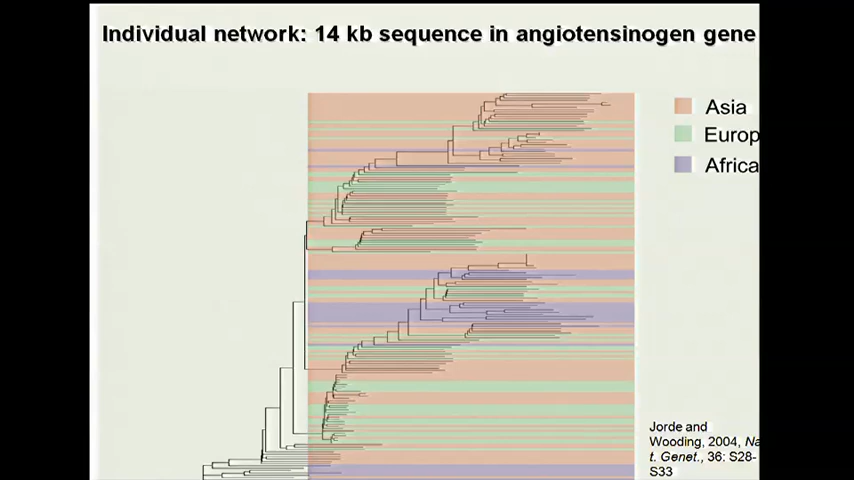 Individual network: 14 kb sequence in angiotensinogen gene
Asia
Europ
Africa
Jorde and
Wooding, 2004, Na
t. Genet., 36: S28-
S33